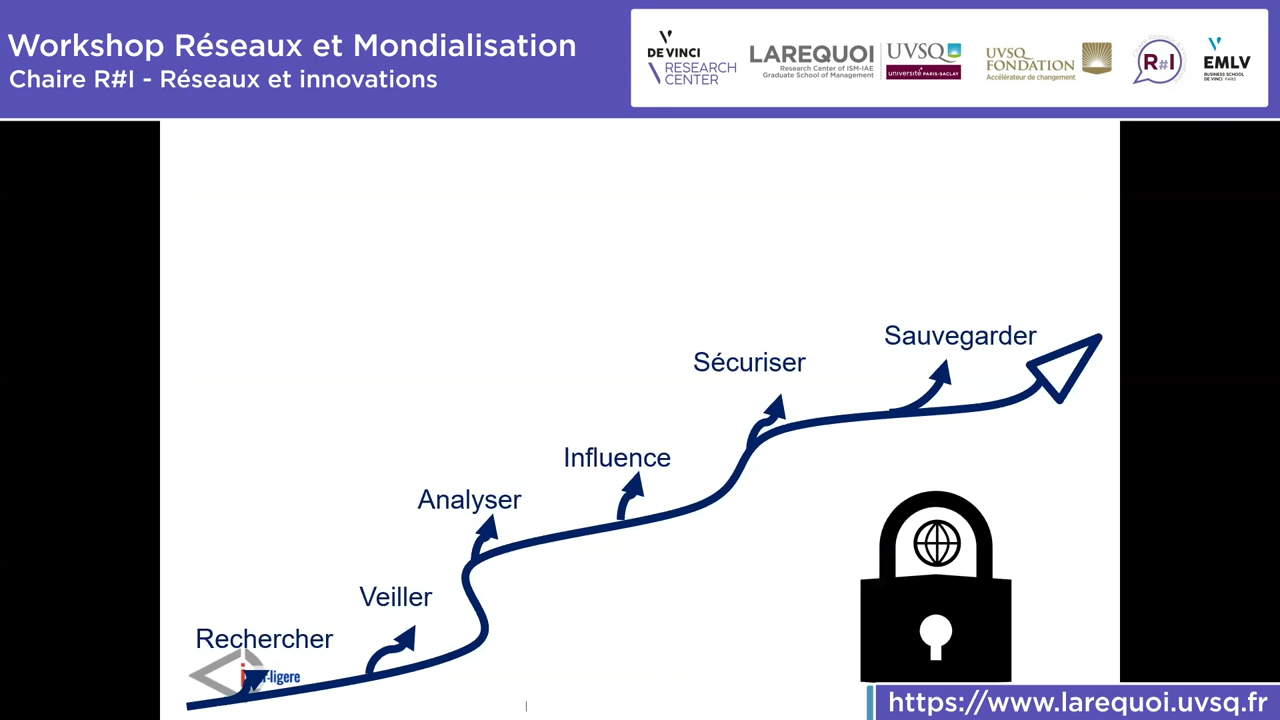 Workshop Réseaux et Mondialisation
Chaire R#I - Réseaux et innovations
DE VINCI
RESEARCH
CENTER
LAREQUOI
Research Center of ISM-IAE
Graduate School of Management
UVSQ
université PARIS-SACLAY
UVSQ
FONDATION
Accélérateur de changement
R#I
EMLV
BUSINESS SCHOOL
DE VINCI PARIS
Sauvegarder
Sécuriser
Influence
Analyser
Veiller
Rechercher
https://www.larequoi.uvsq.fr